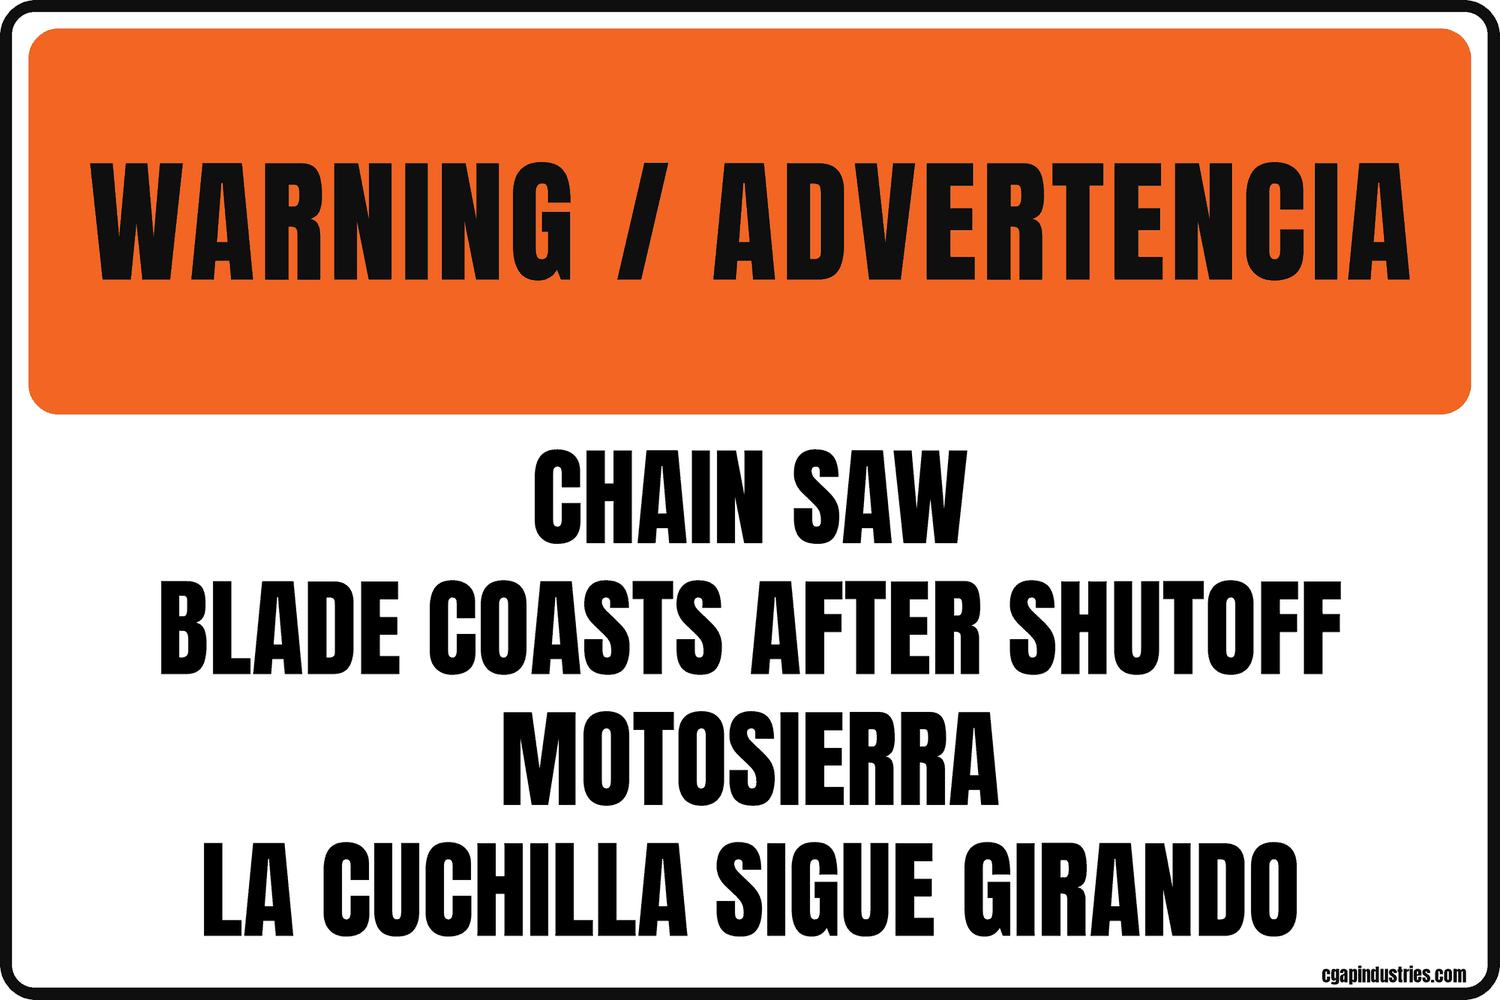 WARNING / ADVERTENCIA
CHAIN SAW
BLADE COASTS AFTER SHUTOFF
MOTOSIERRA
LA CUCHILLA SIGUE GIRANDO
cgapindustries.com